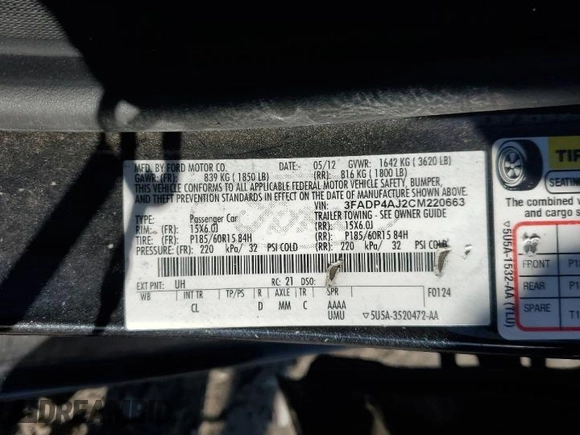 MFD. BY FORD MOTOR CO. DATE:- 05/12 GVWR: 1642 KG ( 3620 LB)
GAWR: (FR): 839 KG ( 1850 LB) (RR): 816 KG ( 1800 LB)
THIS VEHICLE CONFORMS TO ALL APPLICABLE FEDERAL MOTOR VEHICLE SAFETY, BUMPER,
AND THEFT PREVENTION STANDARDS IN EFFECT ON THE DATE OF MANUFACTURE SHOWN ABOVE.
VIN: 3FADP4AJ2CM220663
TYPE: Passenger Car TRAILER TOWING - SEE OWNER GUIDE
RIM: (FR): 15X6.0J (RR): 15X6.0J
TIRE: (FR): P185/60R15 84H (RR): P185/60R15 84H
PRESSURE: (FR): 220 kPa/ 32 PSI COLD (RR): 220 kPa/ 32 PSI COLD
EXT PNT: UH RC: 21 DSO: F0124
WB INT TR TP/PS R AXLE TR SPR
CL D MM C AAAA
UMU ▽5U5A-3520472-AA
TIR
The combined
and cargo s
FRONT P1
REAR P1
SPARE T1
▽5U5A-1532-AA (TLU)
DREAMBID